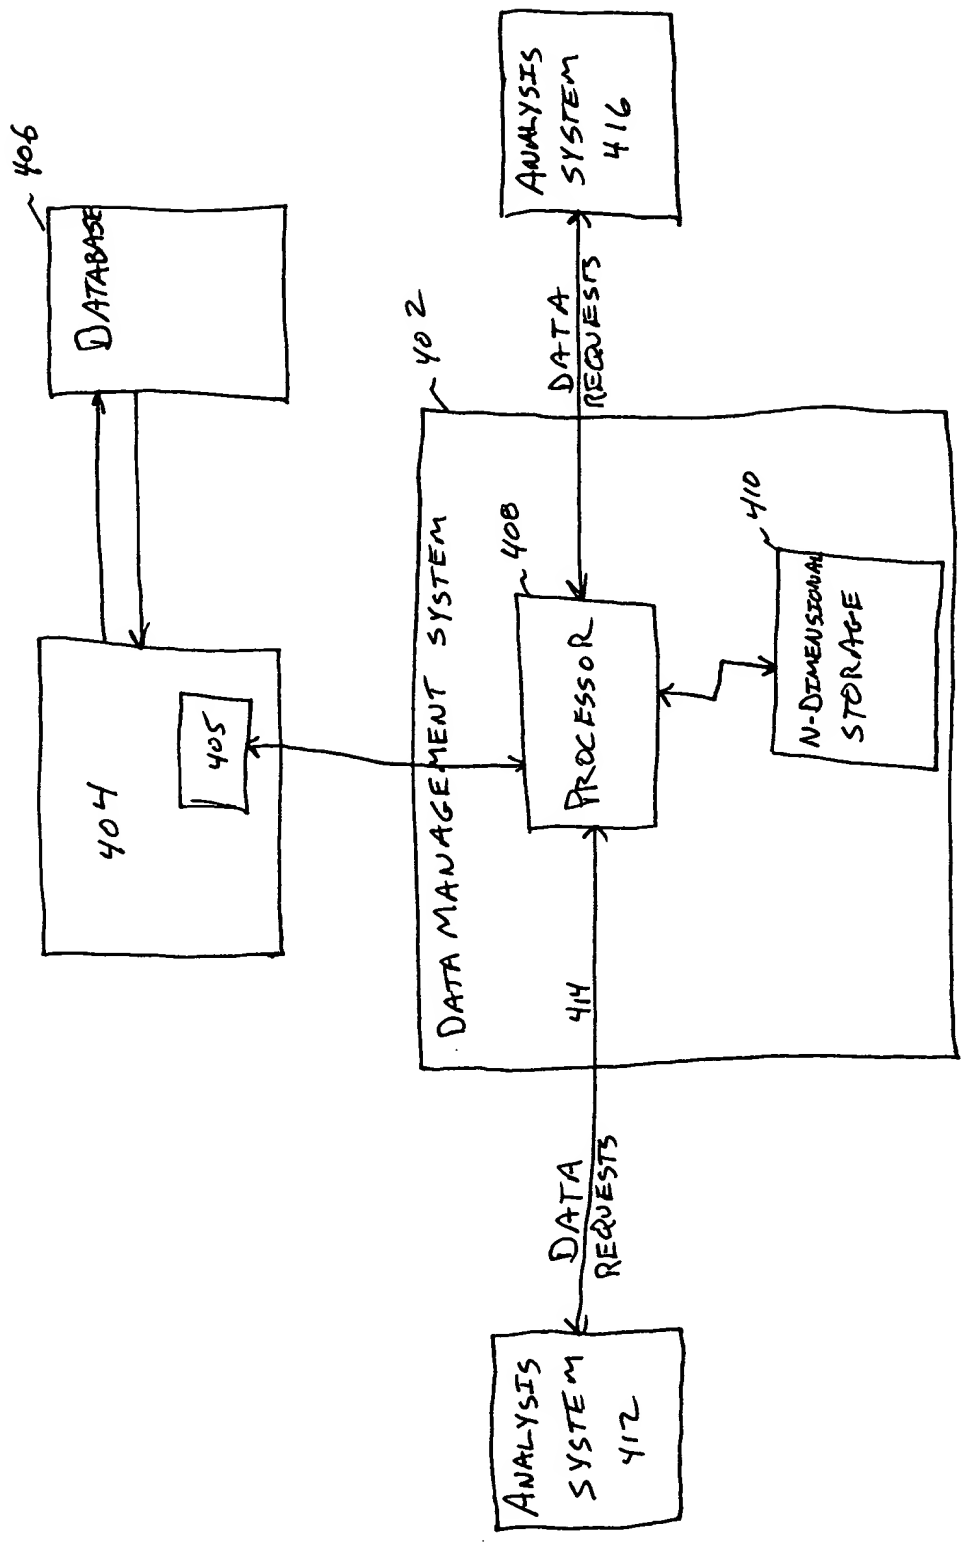 406
DATABASE
404
405
402
DATA MANAGEMENT SYSTEM
408
PROCESSOR
410
N-DIMENSIONAL
STORAGE
ANALYSIS
SYSTEM
412
DATA
REQUESTS
414
DATA
REQUESTS
ANALYSIS
SYSTEM
416